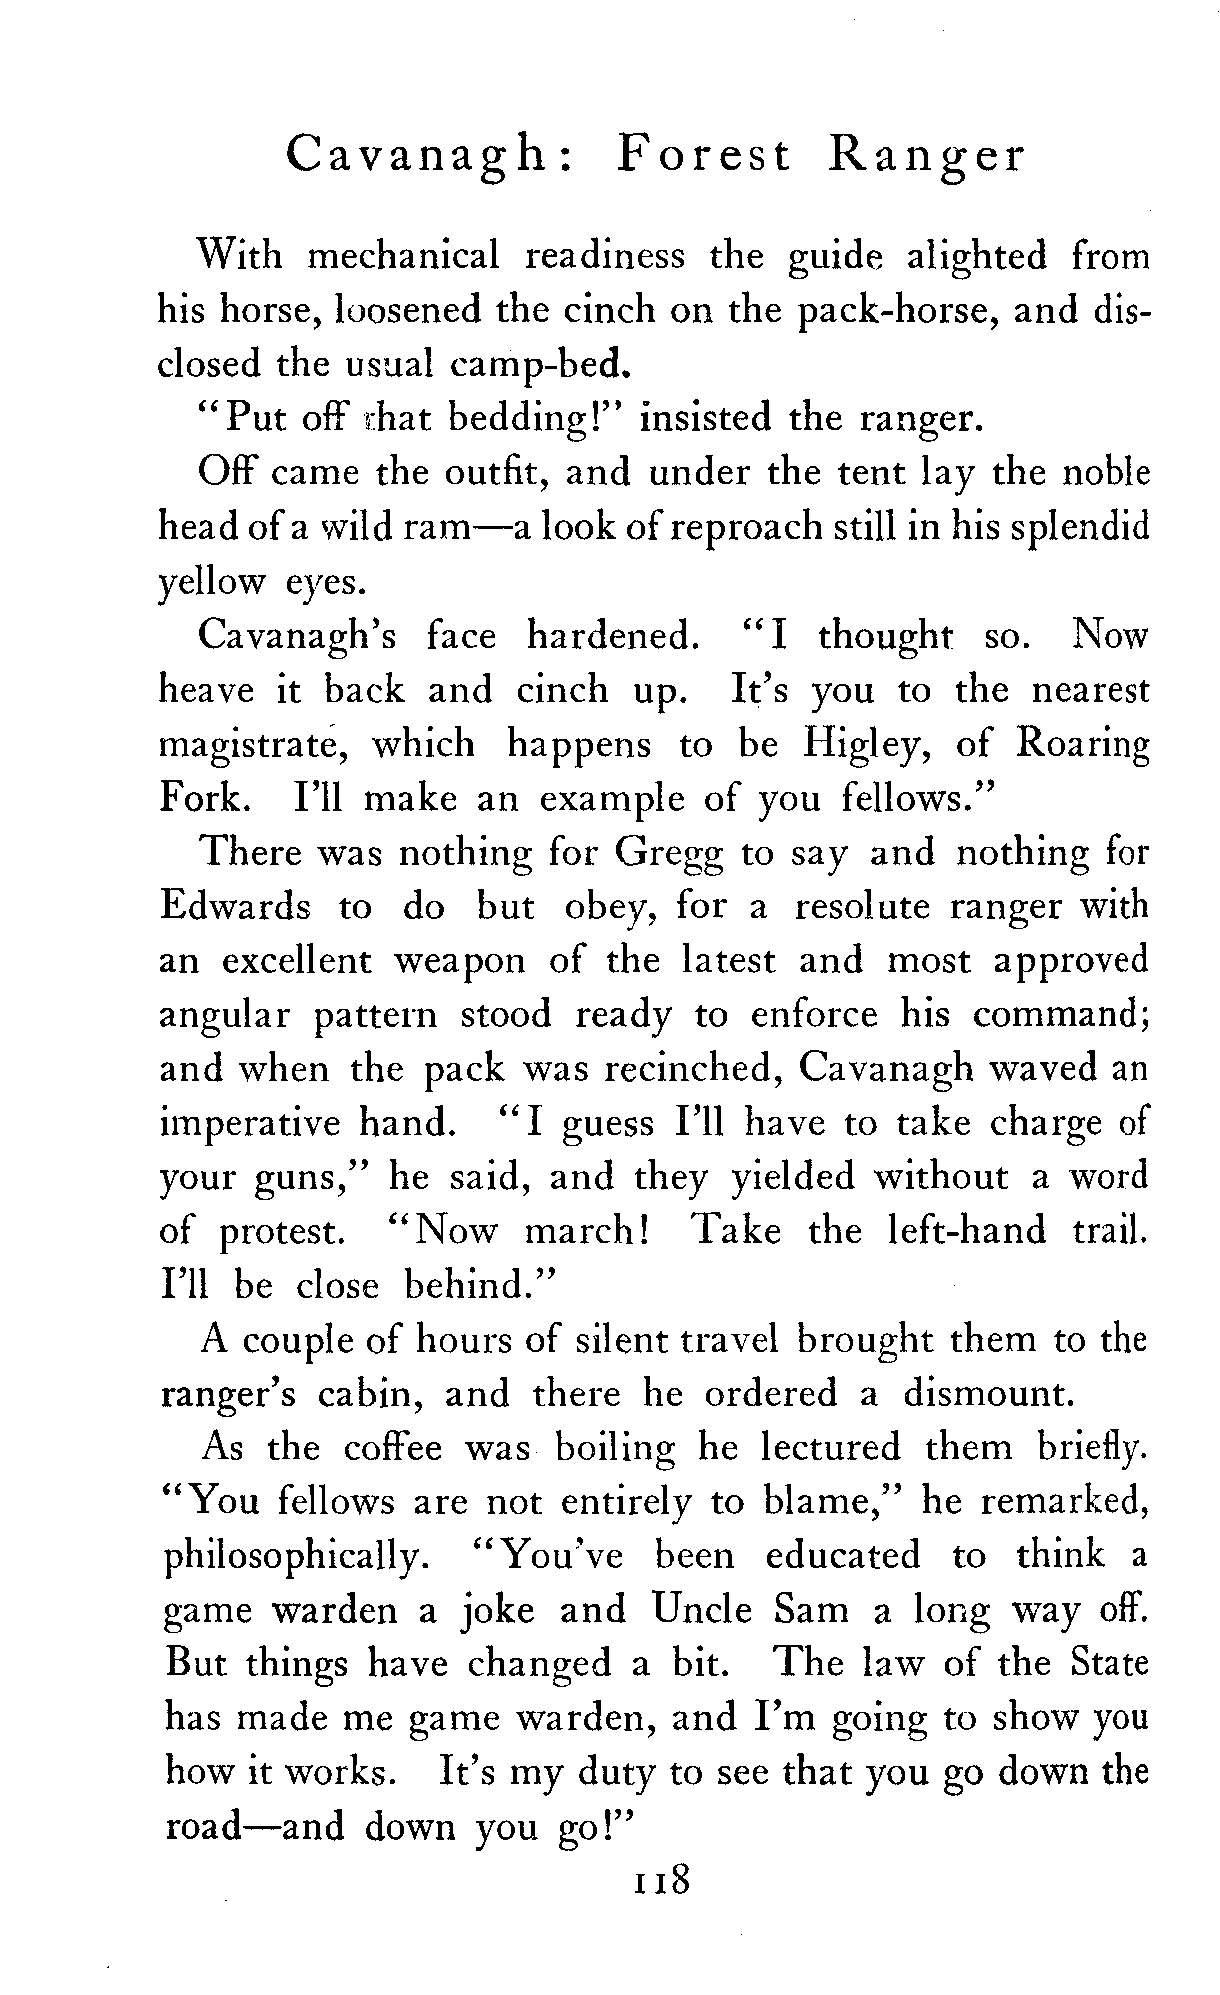 Cavanagh: Forest Ranger
With mechanical readiness the guide alighted from
his horse, loosened the cinch on the pack-horse, and dis-
closed the usual camp-bed.
"Put off that bedding!" insisted the ranger.
Off came the outfit, and under the tent lay the noble
head of a wild ram—a look of reproach still in his splendid
yellow eyes.
Cavanagh's face hardened. "I thought so. Now
heave it back and cinch up. It's you to the nearest
magistrate, which happens to be Higley, of Roaring
Fork. I'll make an example of you fellows."
There was nothing for Gregg to say and nothing for
Edwards to do but obey, for a resolute ranger with
an excellent weapon of the latest and most approved
angular pattern stood ready to enforce his command;
and when the pack was recinched, Cavanagh waved an
imperative hand. "I guess I'll have to take charge of
your guns," he said, and they yielded without a word
of protest. "Now march! Take the left-hand trail.
I'll be close behind."
A couple of hours of silent travel brought them to the
ranger's cabin, and there he ordered a dismount.
As the coffee was boiling he lectured them briefly.
"You fellows are not entirely to blame," he remarked,
philosophically. "You've been educated to think a
game warden a joke and Uncle Sam a long way off.
But things have changed a bit. The law of the State
has made me game warden, and I'm going to show you
how it works. It's my duty to see that you go down the
road—and down you go!"
118